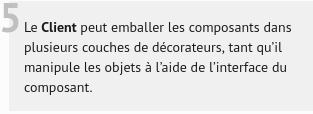 5
Le Client peut emballer les composants dans
plusieurs couches de décorateurs, tant qu’il
manipule les objets à l’aide de l’interface du
composant.